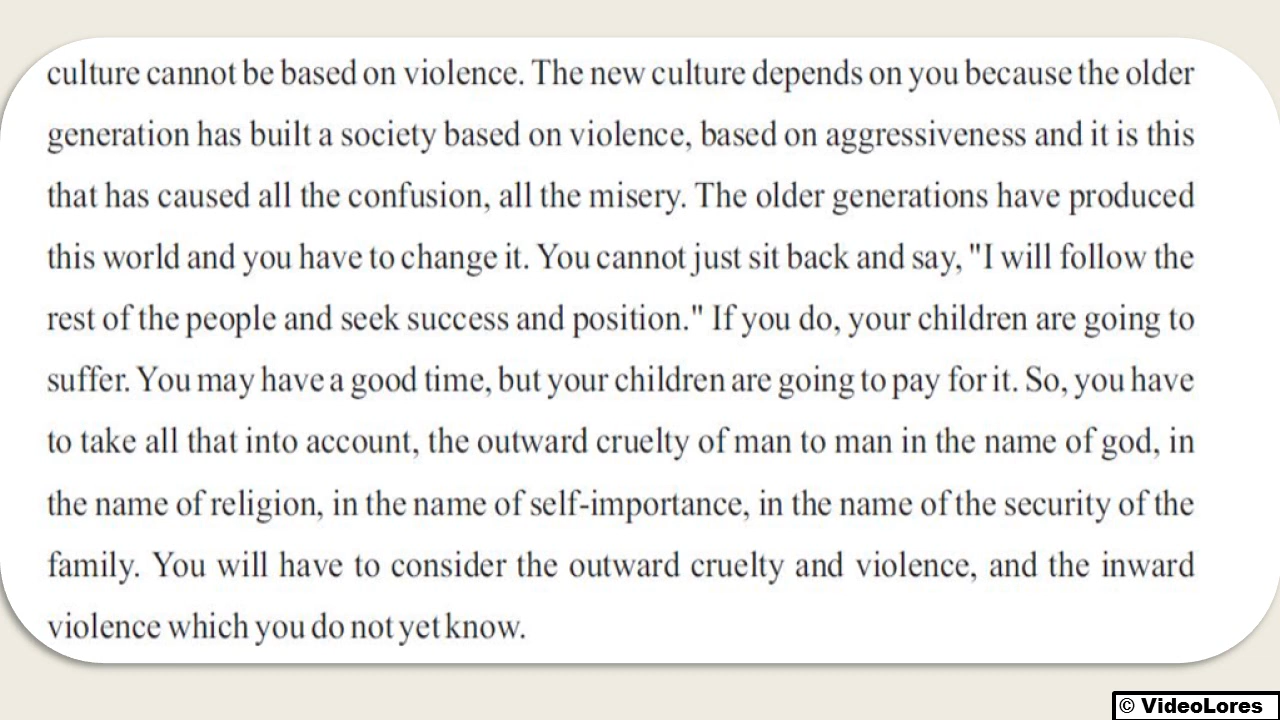 culture cannot be based on violence. The new culture depends on you because the older
generation has built a society based on violence, based on aggressiveness and it is this
that has caused all the confusion, all the misery. The older generations have produced
this world and you have to change it. You cannot just sit back and say, "I will follow the
rest of the people and seek success and position." If you do, your children are going to
suffer. You may have a good time, but your children are going to pay for it. So, you have
to take all that into account, the outward cruelty of man to man in the name of god, in
the name of religion, in the name of self-importance, in the name of the security of the
family. You will have to consider the outward cruelty and violence, and the inward
violence which you do not yet know.
© VideoLores